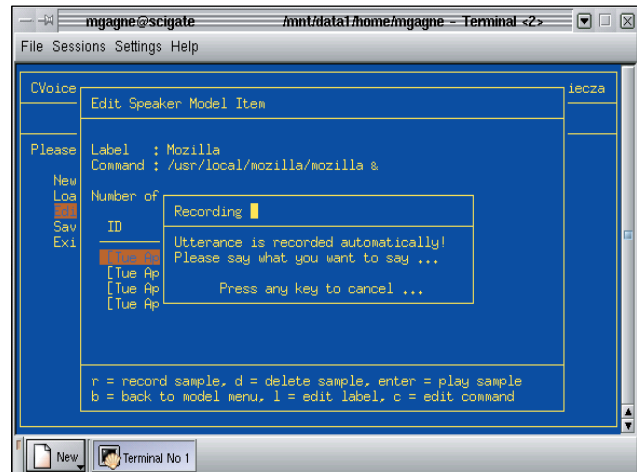 mgagne@scigate /mnt/data1/home/mgagne - Terminal <2>
File Sessions Settings Help
CVoice iecza
Edit Speaker Model Item
Please
Label : Mozilla
Command : /usr/local/mozilla/mozilla &
New
Loa
Number of
Edi
Recording
Sav
ID
Exi
Utterance is recorded automatically!
[Tue Ap
Please say what you want to say ...
[Tue Ap
[Tue Ap
Press any key to cancel ...
[Tue Ap
r = record sample, d = delete sample, enter = play sample
b = back to model menu, l = edit label, c = edit command
New
Terminal No 1